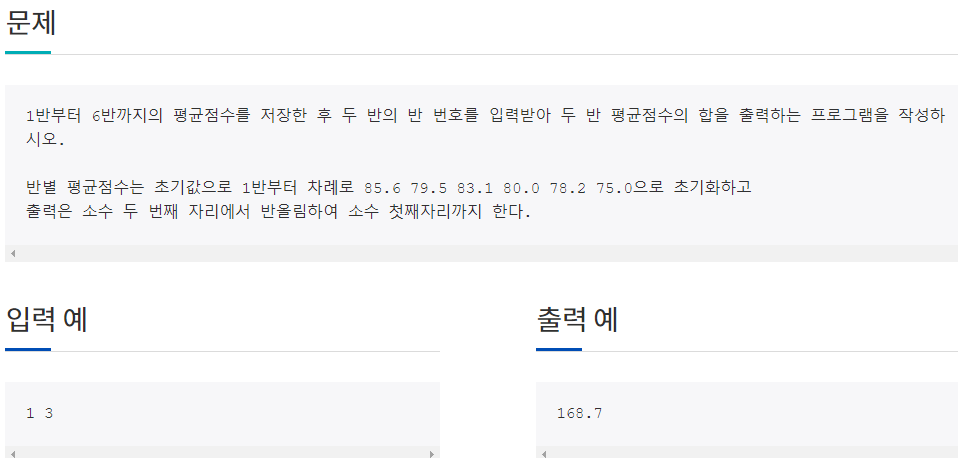 문제
1반부터 6반까지의 평균점수를 저장한 후 두 반의 반 번호를 입력받아 두 반 평균점수의 합을 출력하는 프로그램을 작성하
시오.
반별 평균점수는 초기값으로 1반부터 차례로 85.6 79.5 83.1 80.0 78.2 75.0으로 초기화하고
출력은 소수 두 번째 자리에서 반올림하여 소수 첫째자리까지 한다.
입력 예
출력 예
1 3
168.7